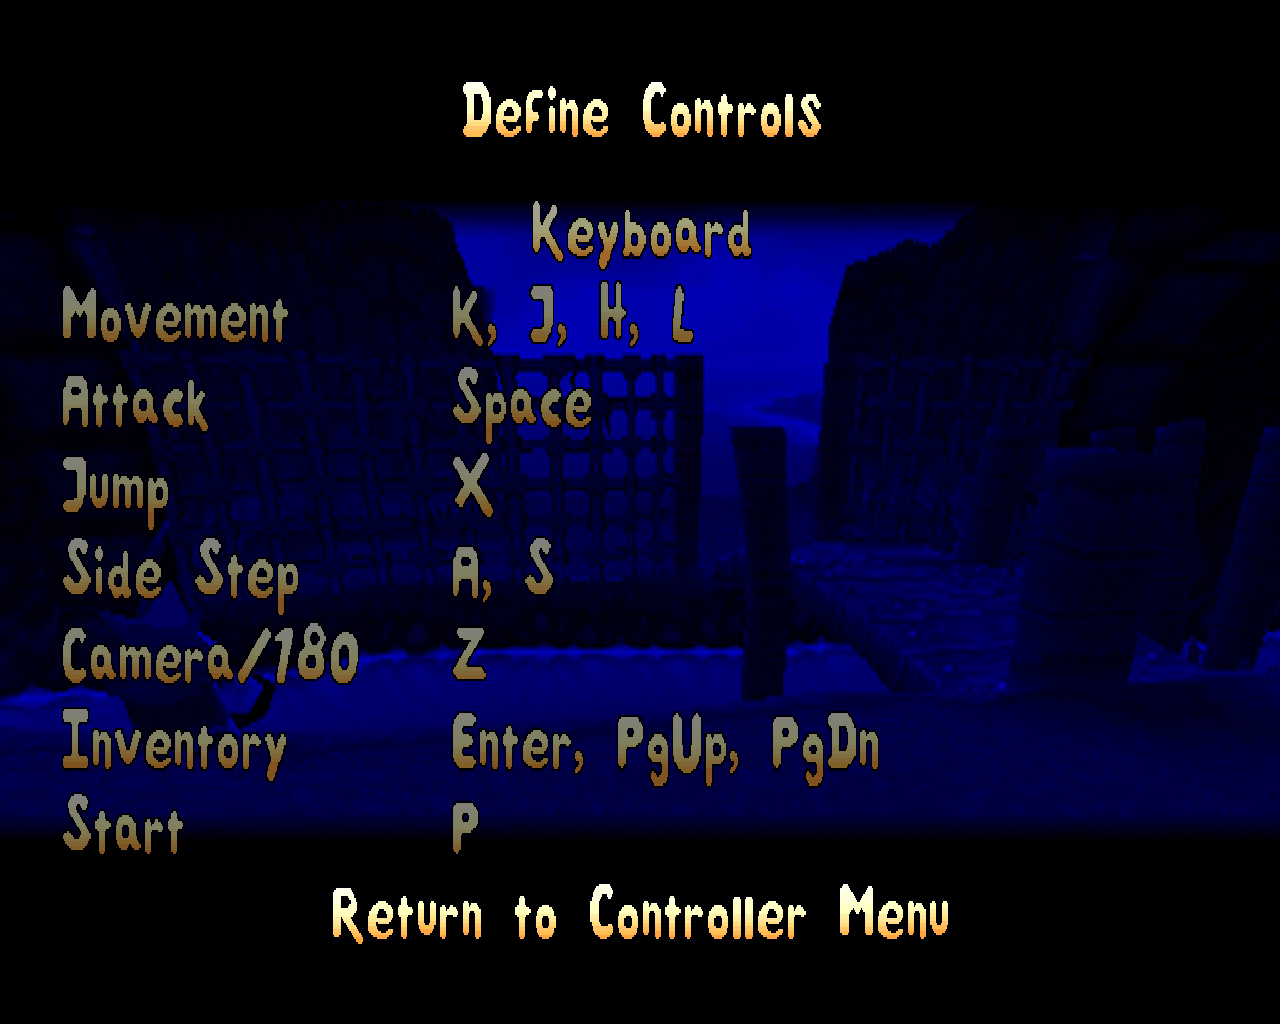 Define Controls
Keyboard
Movement K, J, H, L
Attack Space
Jump X
Side Step A, S
Camera/180 Z
Inventory Enter, PgUp, PgDn
Start P
Return to Controller Menu